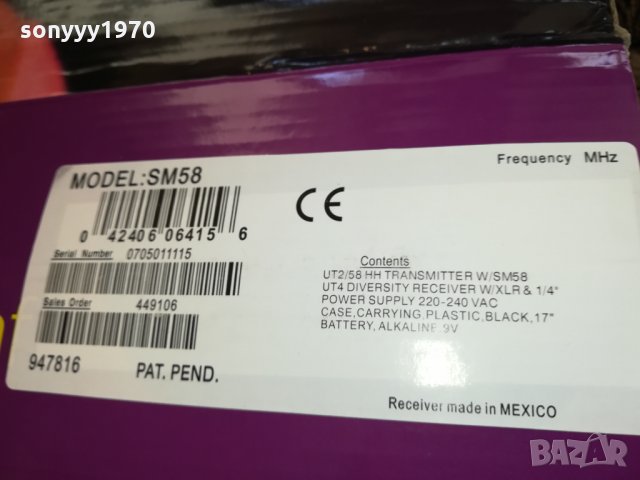 sonyyy1970
Frequency MHz
MODEL:SM58
CE
0 42406 06415 6
Serial Number 0705011115
Sales Order 449106
947816 PAT. PEND.
Contents
UT2/58 HH TRANSMITTER W/SM58
UT4 DIVERSITY RECEIVER W/XLR & 1/4"
POWER SUPPLY 220-240 VAC
CASE,CARRYING,PLASTIC,BLACK,17"
BATTERY, ALKALINE,9V
Receiver made in MEXICO
BAZAR